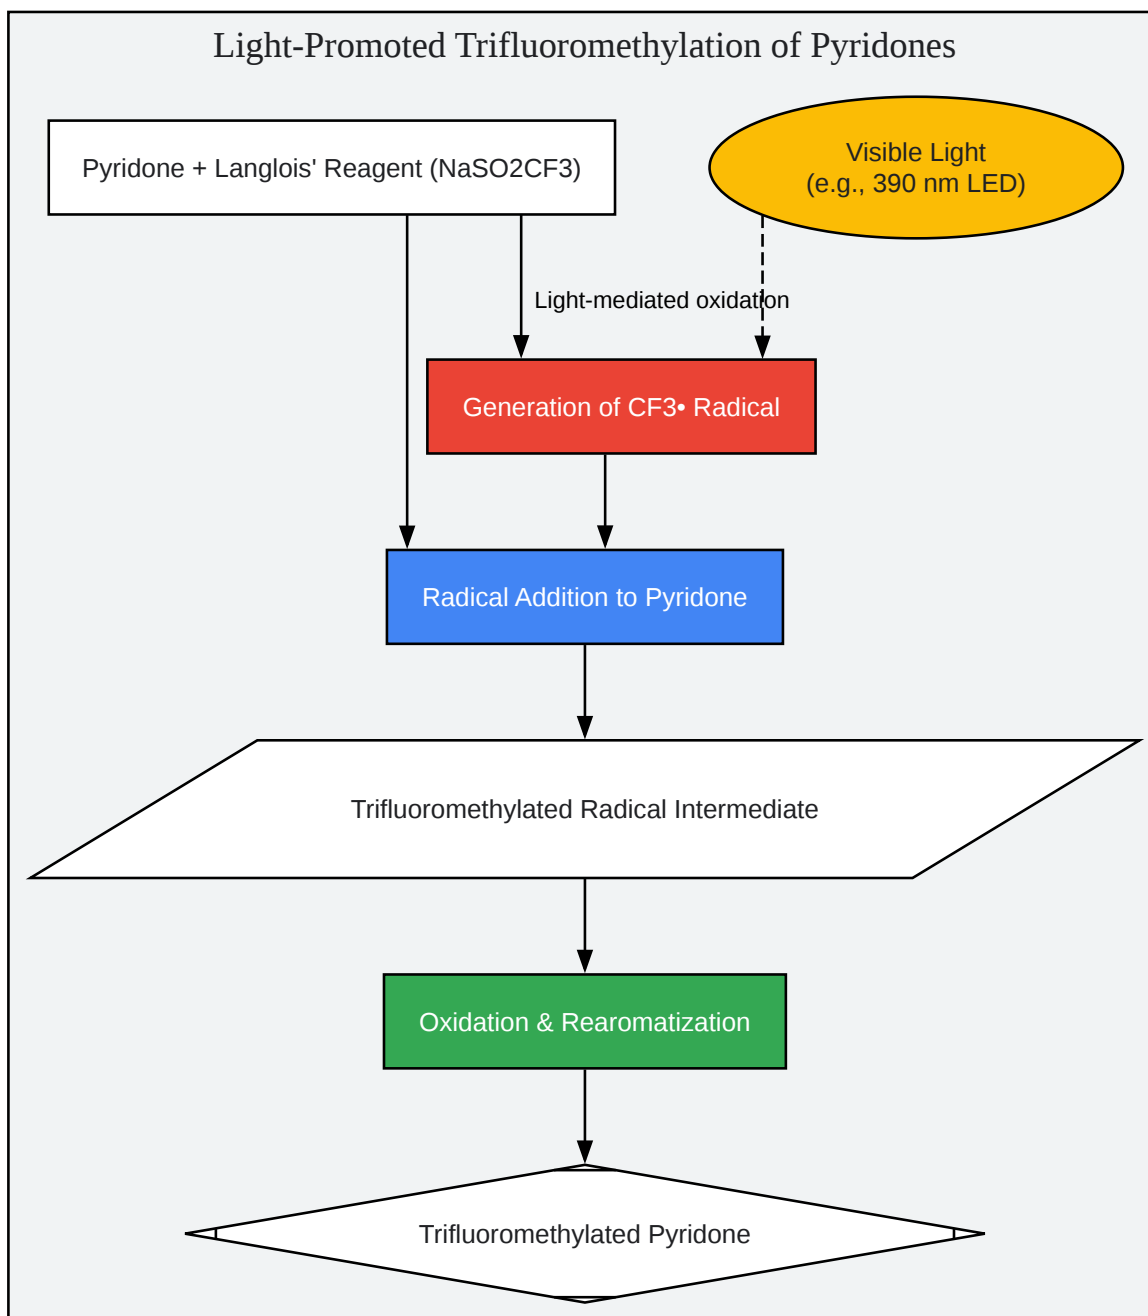 Light-Promoted Trifluoromethylation of Pyridones
Pyridone + Langlois' Reagent (NaSO2CF3)
Visible Light
(e.g., 390 nm LED)
Light-mediated oxidation
Generation of CF3• Radical
Radical Addition to Pyridone
Trifluoromethylated Radical Intermediate
Oxidation & Rearomatization
Trifluoromethylated Pyridone